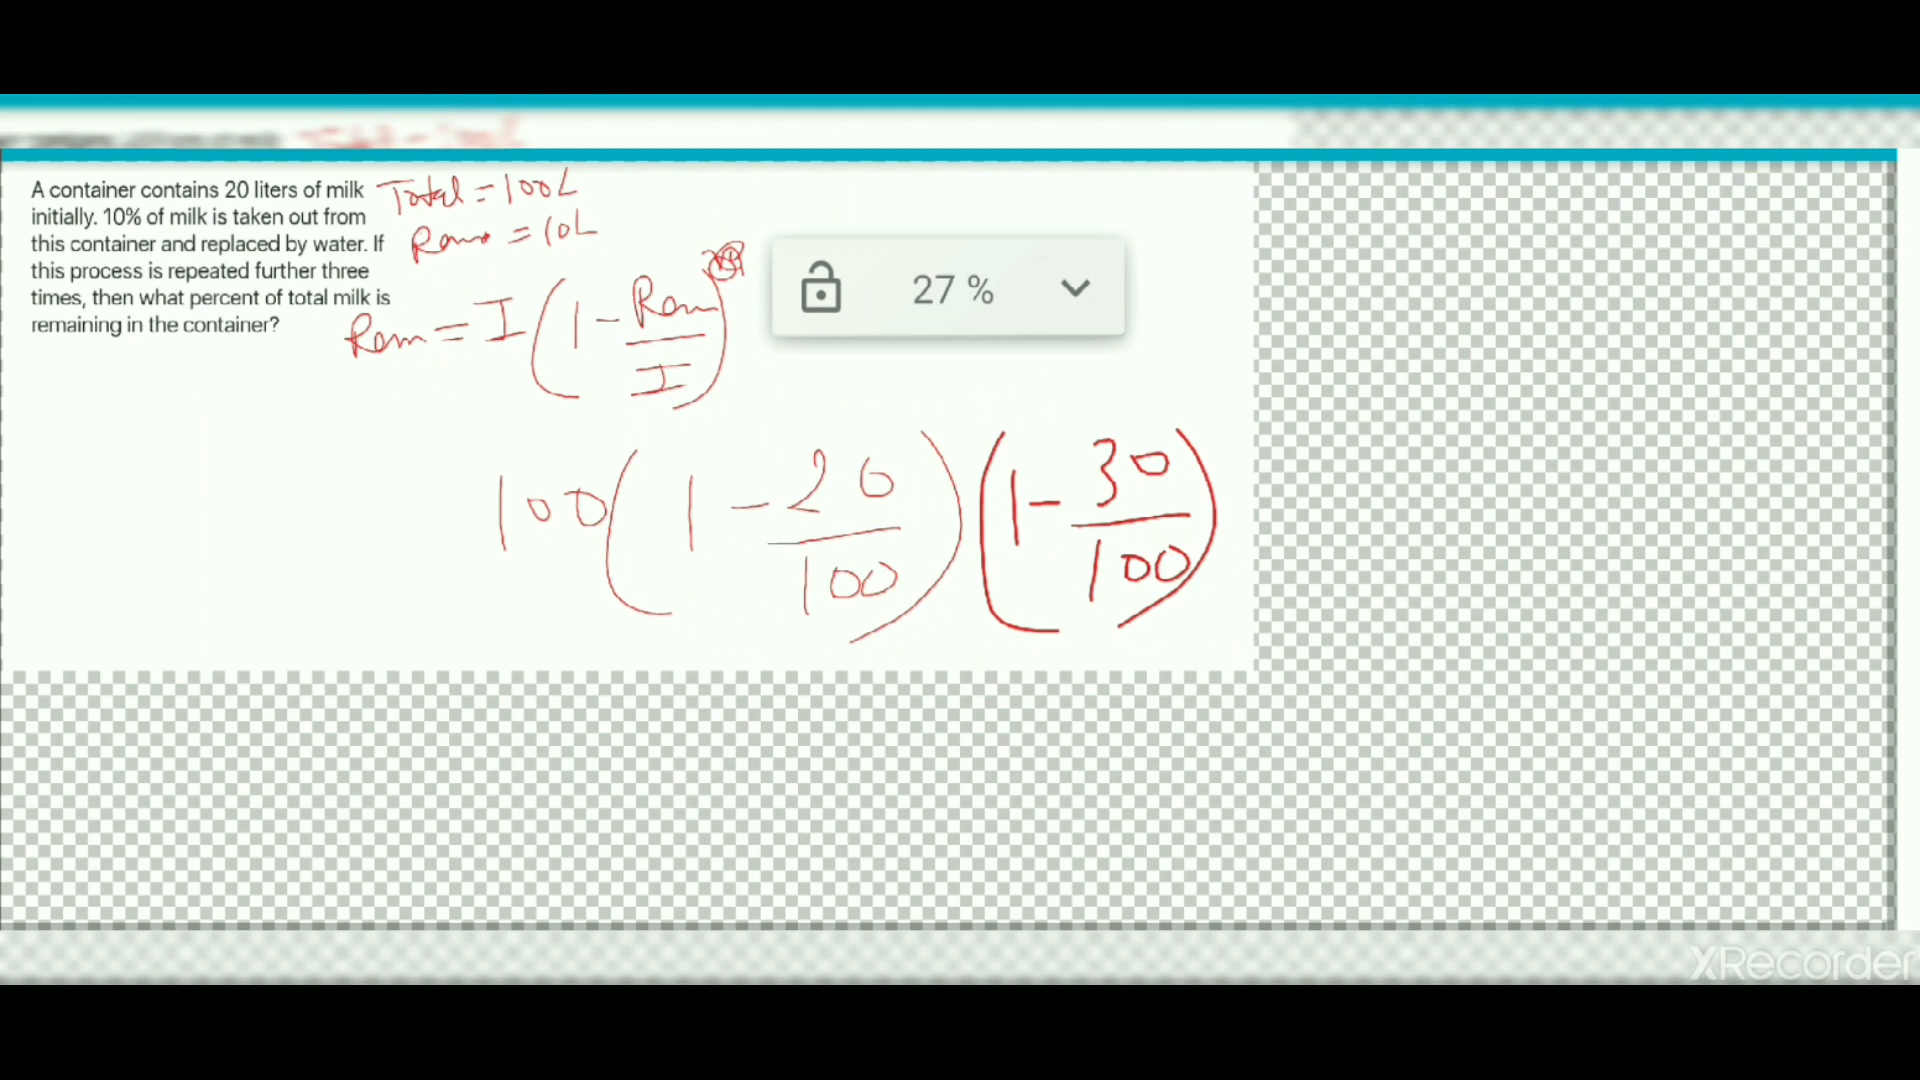 A container contains 20 liters of milk
initially. 10% of milk is taken out from
this container and replaced by water. If
this process is repeated further three
times, then what percent of total milk is
remaining in the container?
Total = 100L
Rem. = 10L
Rem = I(1 - Rem/I)
27 %
100(1 - 20/100)(1 - 30/100)
XRecorder